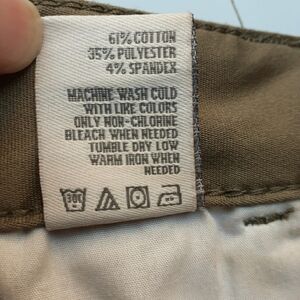 61% COTTON
35% POLYESTER
4% SPANDEX
MACHINE WASH COLD
WITH LIKE COLORS
ONLY NON-CHLORINE
BLEACH WHEN NEEDED
TUMBLE DRY LOW
WARM IRON WHEN
NEEDED